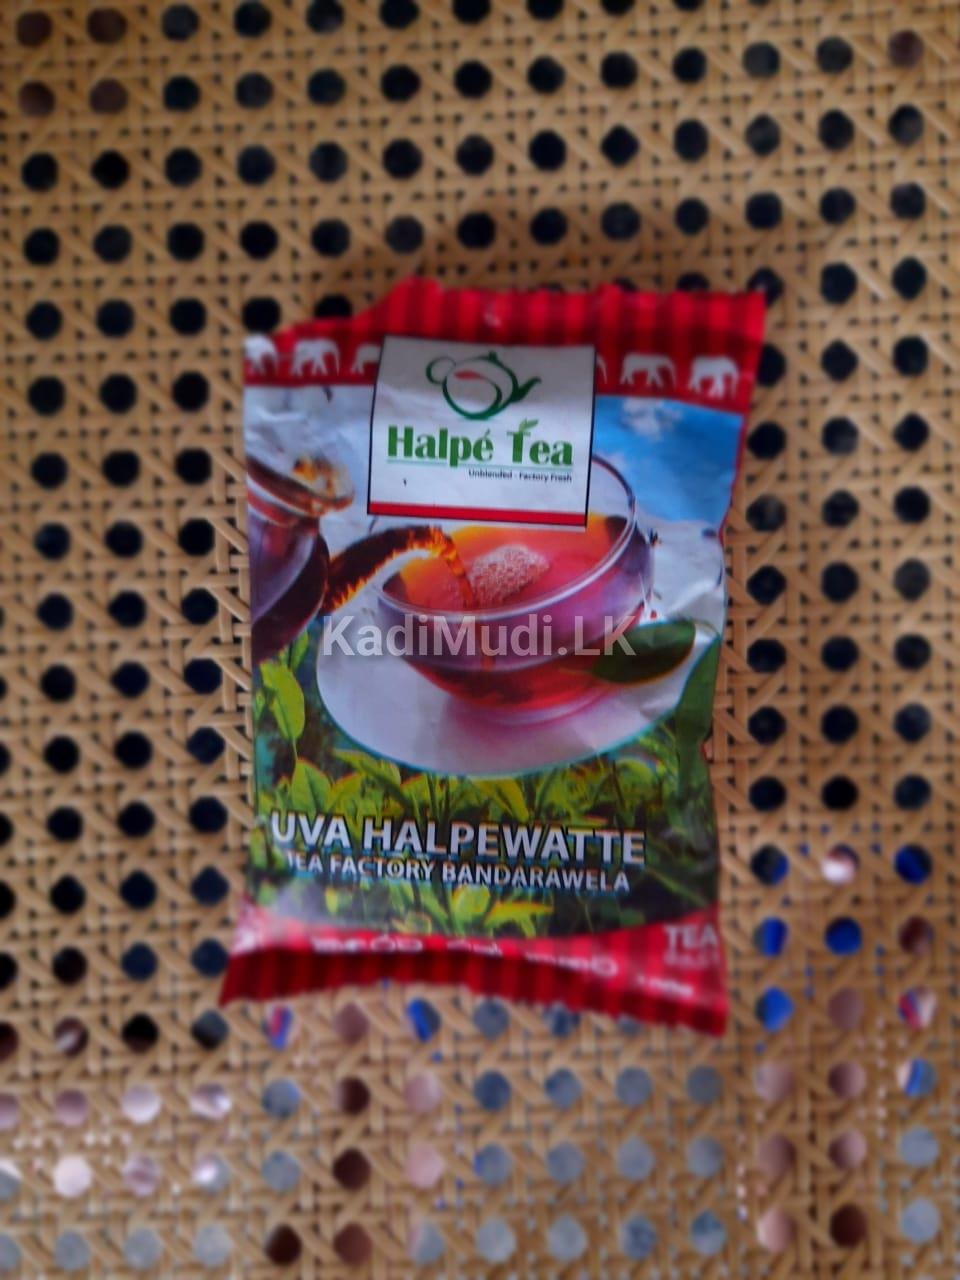 Halpé Tea
Unblended - Factory Fresh
KadiMudi.LK
UVA HALPEWATTE
TEA FACTORY BANDARAWELA
TEA